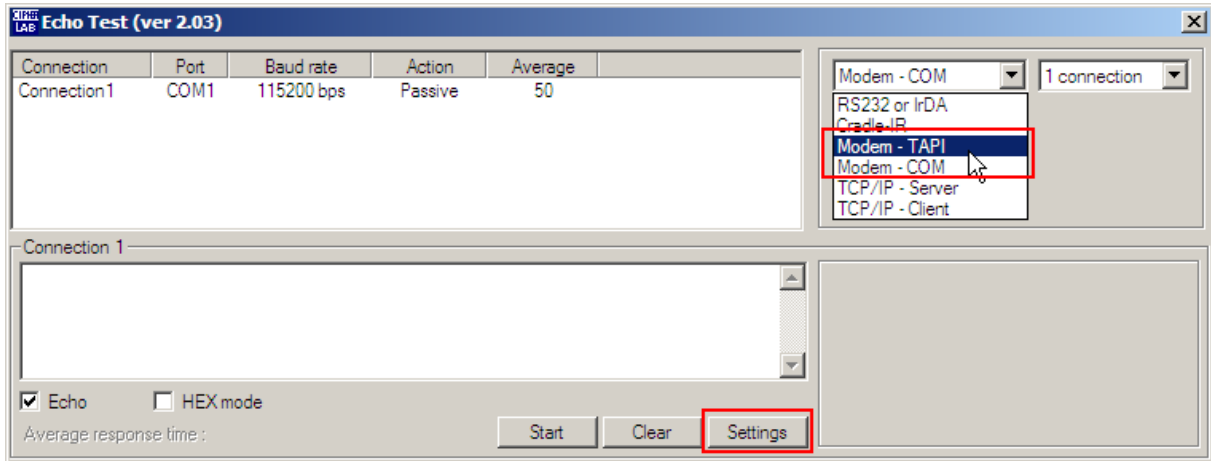 CIPHER LAB Echo Test (ver 2.03)
Connection Port Baud rate Action Average
Connection1 COM1 115200 bps Passive 50
Modem - COM 1 connection
RS232 or IrDA
Cradle-IR
Modem - TAPI
Modem - COM
TCP/IP - Server
TCP/IP - Client
Connection 1
Echo HEX mode
Average response time :
Start Clear Settings